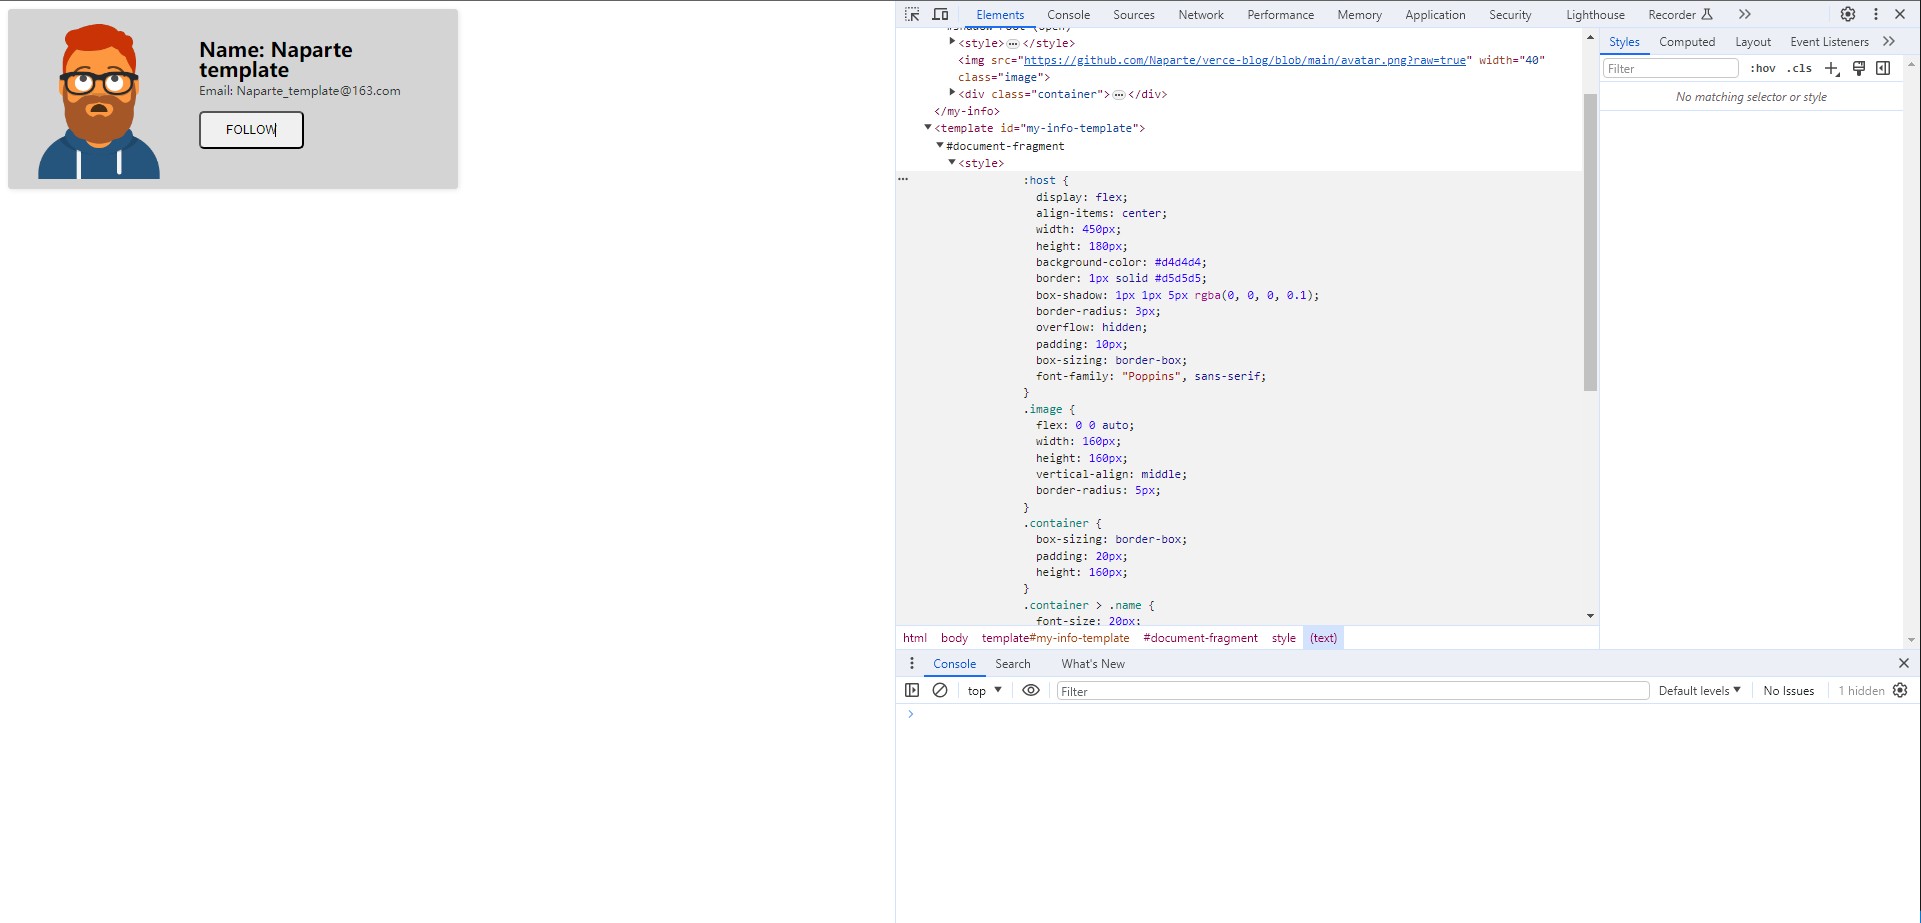 Name: Naparte
template
Email: Naparte_template@163.com
FOLLOW
Elements Console Sources Network Performance Memory Application Security Lighthouse Recorder
#shadow-root (open)
<style>…</style>
<img src="https://github.com/Naparte/verce-blog/blob/main/avatar.png?raw=true" width="40"
class="image">
<div class="container">…</div>
</my-info>
<template id="my-info-template">
#document-fragment
<style>
:host {
display: flex;
align-items: center;
width: 450px;
height: 180px;
background-color: #d4d4d4;
border: 1px solid #d5d5d5;
box-shadow: 1px 1px 5px rgba(0, 0, 0, 0.1);
border-radius: 3px;
overflow: hidden;
padding: 10px;
box-sizing: border-box;
font-family: "Poppins", sans-serif;
}
.image {
flex: 0 0 auto;
width: 160px;
height: 160px;
vertical-align: middle;
border-radius: 5px;
}
.container {
box-sizing: border-box;
padding: 20px;
height: 160px;
}
.container > .name {
font-size: 20px;
html body template#my-info-template #document-fragment style (text)
Styles Computed Layout Event Listeners
Filter :hov .cls
No matching selector or style
Console Search What's New
top Filter Default levels No Issues 1 hidden